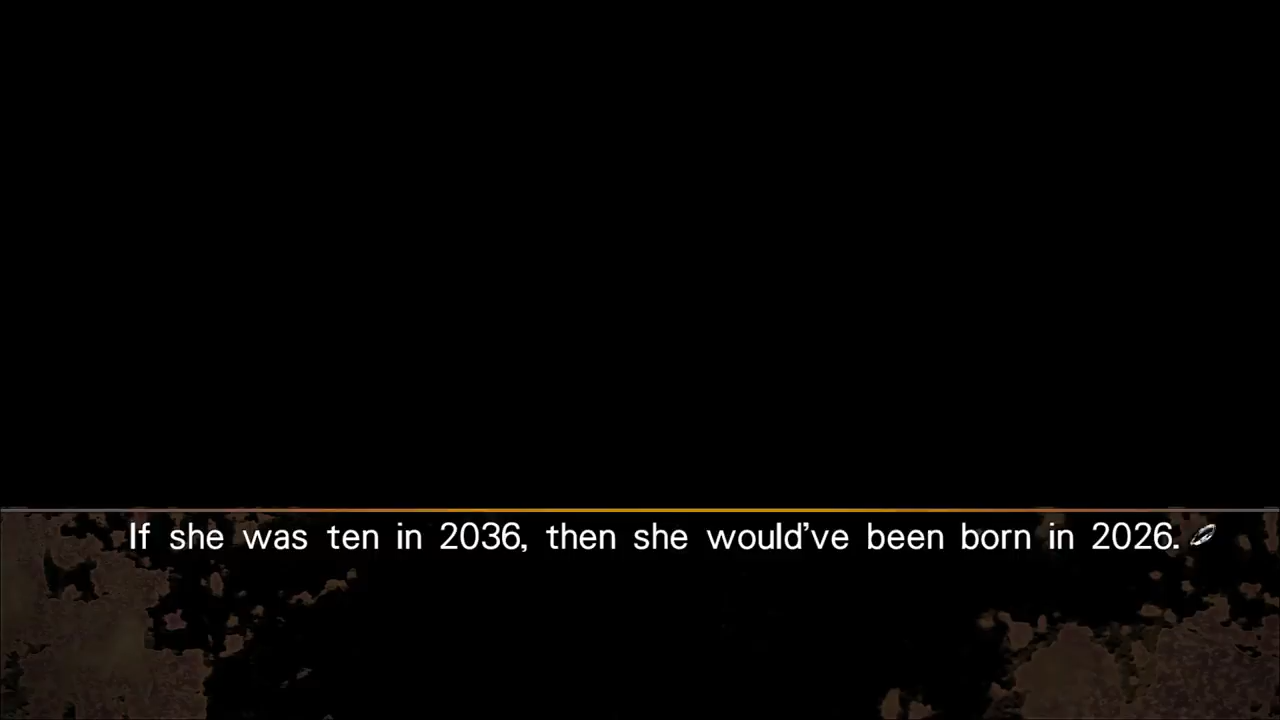 If she was ten in 2036, then she would’ve been born in 2026.